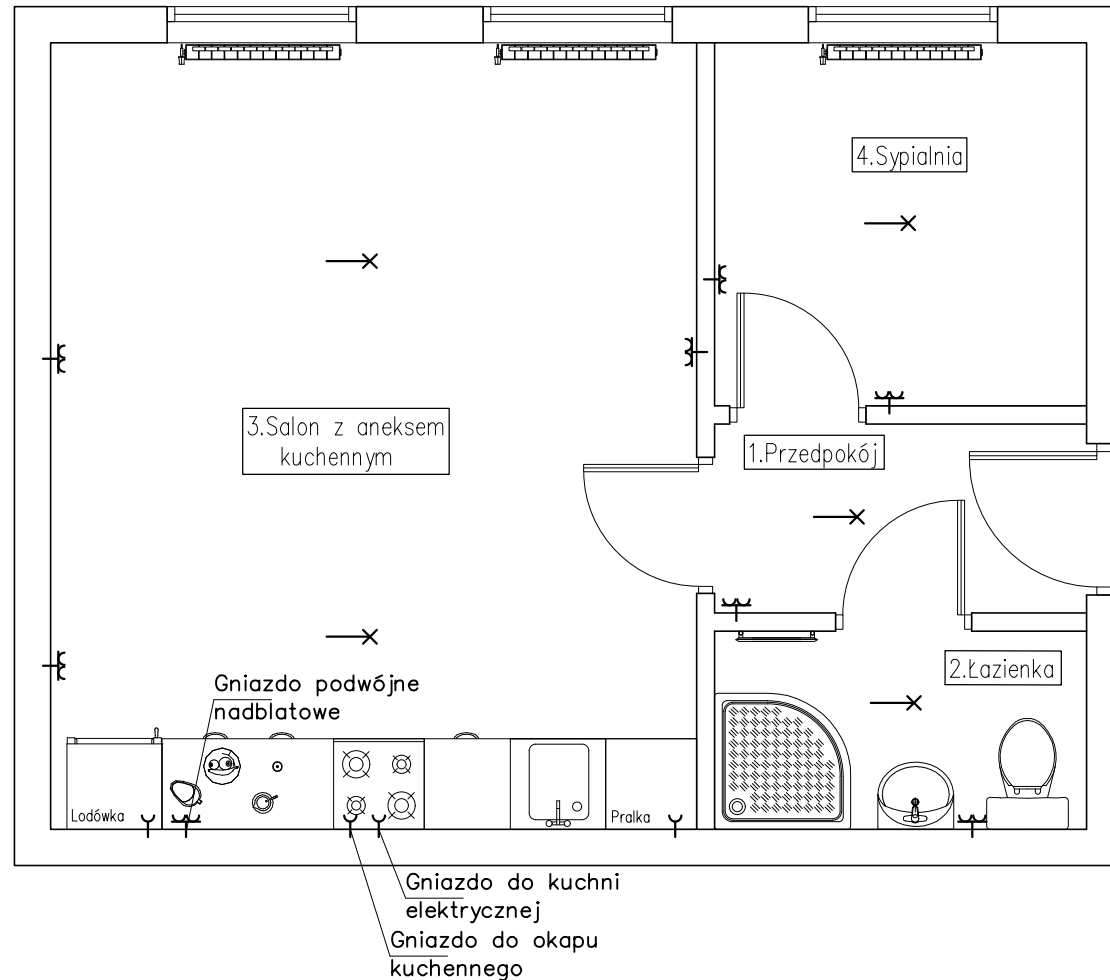 4.Sypialnia
3.Salon z aneksem
kuchennym
1.Przedpokój
2.Łazienka
Gniazdo podwójne
nadblatowe
Lodówka
Pralka
Gniazdo do kuchni
elektrycznej
Gniazdo do okapu
kuchennego